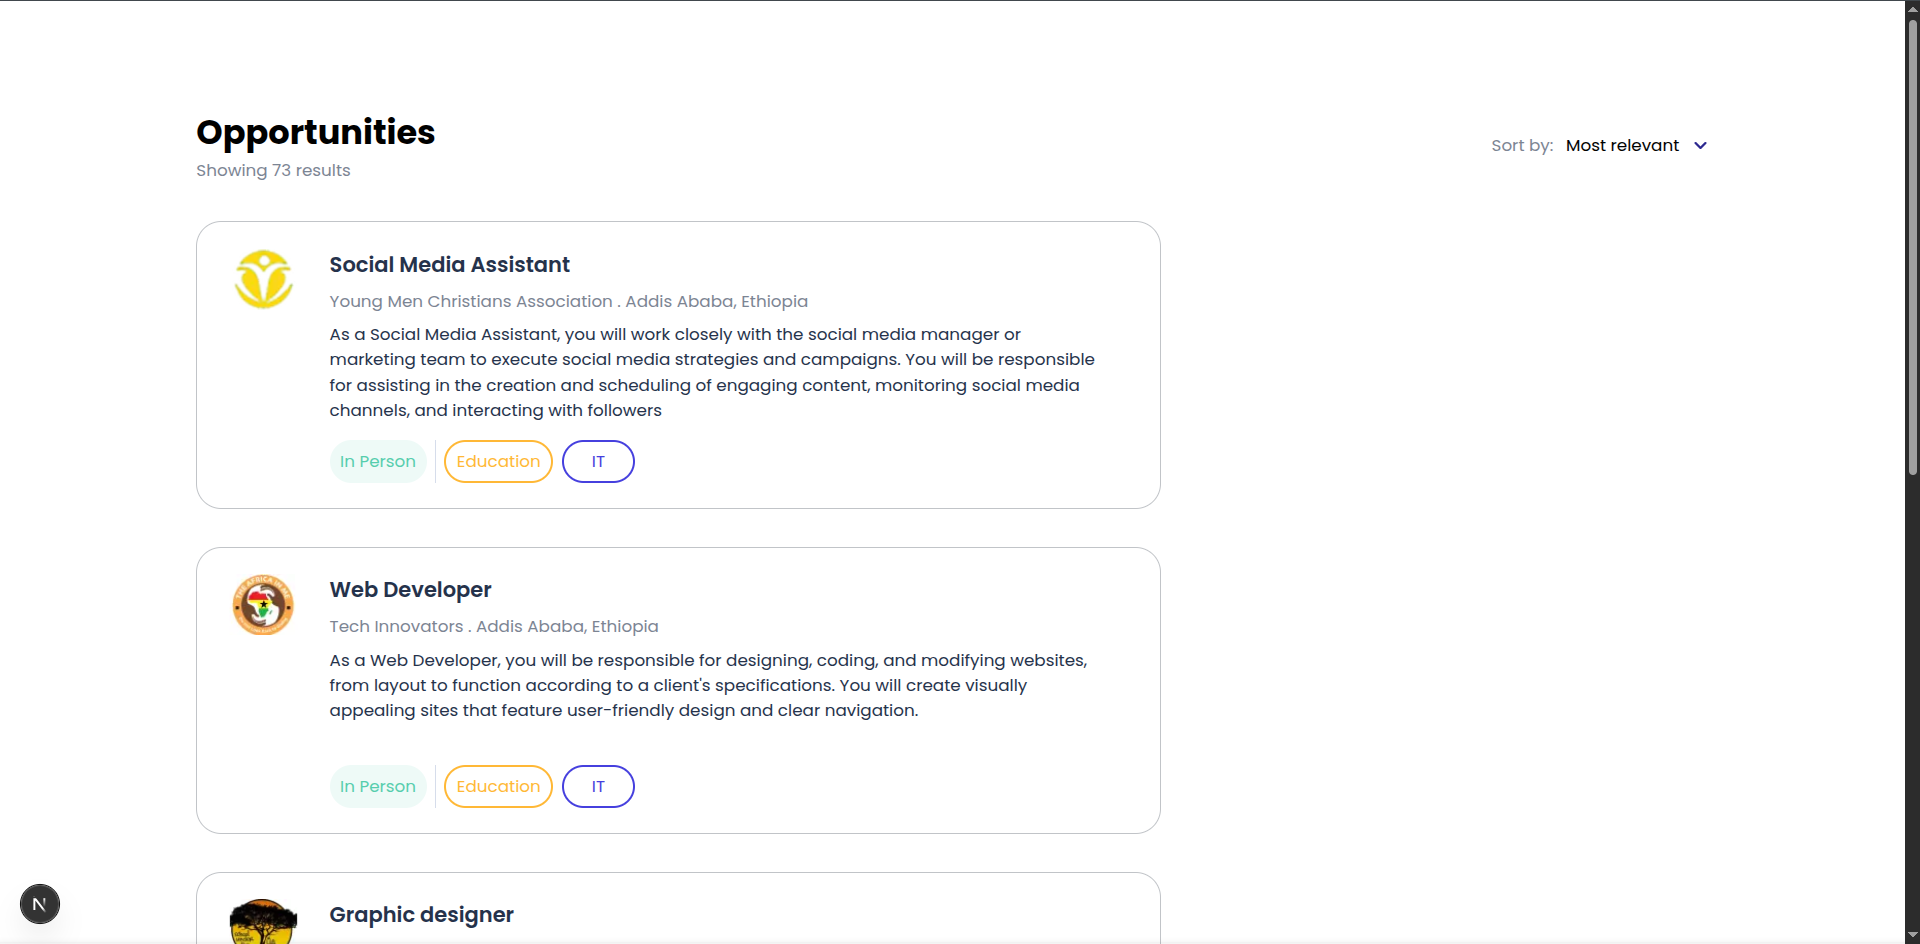 Opportunities
Showing 73 results
Sort by: Most relevant
Social Media Assistant
Young Men Christians Association . Addis Ababa, Ethiopia
As a Social Media Assistant, you will work closely with the social media manager or
marketing team to execute social media strategies and campaigns. You will be responsible
for assisting in the creation and scheduling of engaging content, monitoring social media
channels, and interacting with followers
In Person
Education
IT
Web Developer
Tech Innovators . Addis Ababa, Ethiopia
As a Web Developer, you will be responsible for designing, coding, and modifying websites,
from layout to function according to a client's specifications. You will create visually
appealing sites that feature user-friendly design and clear navigation.
In Person
Education
IT
Graphic designer
N